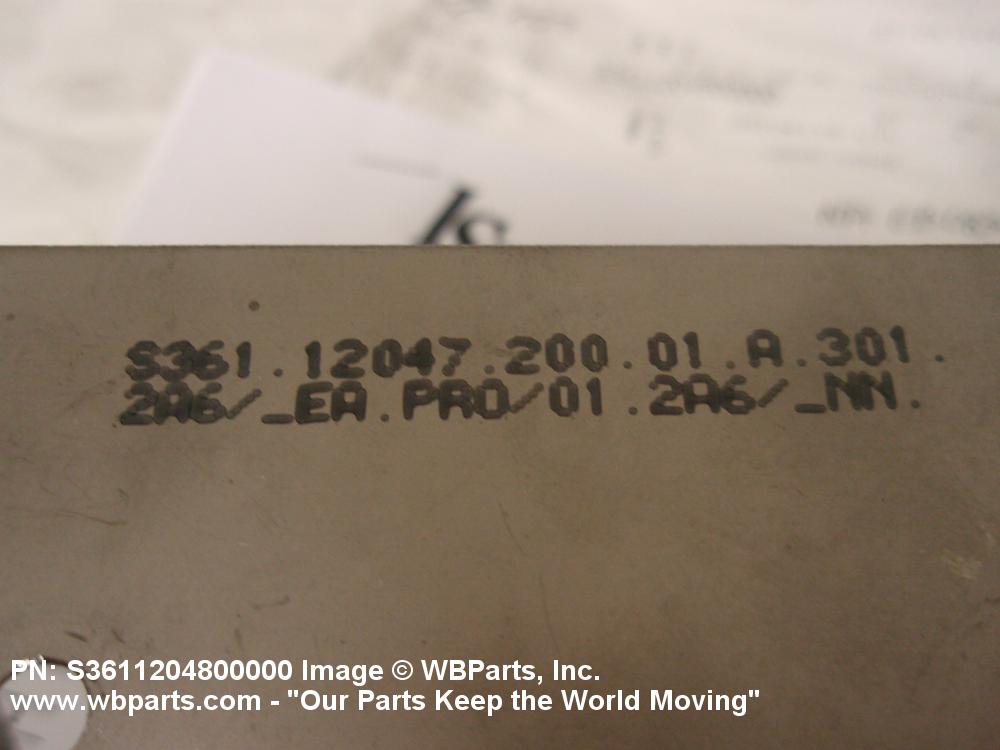 S361.12047.200.01.A.301.
2A6/_EA.PRO/01.2A6/_NN.
PN: S3611204800000 Image © WBParts, Inc.
www.wbparts.com - "Our Parts Keep the World Moving"